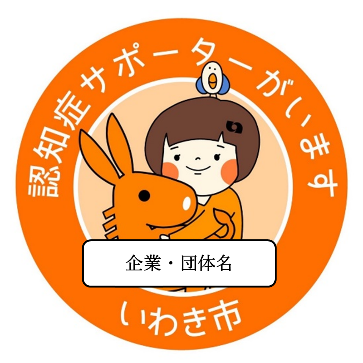 認知症サポーターがいます
企業・団体名
いわき市